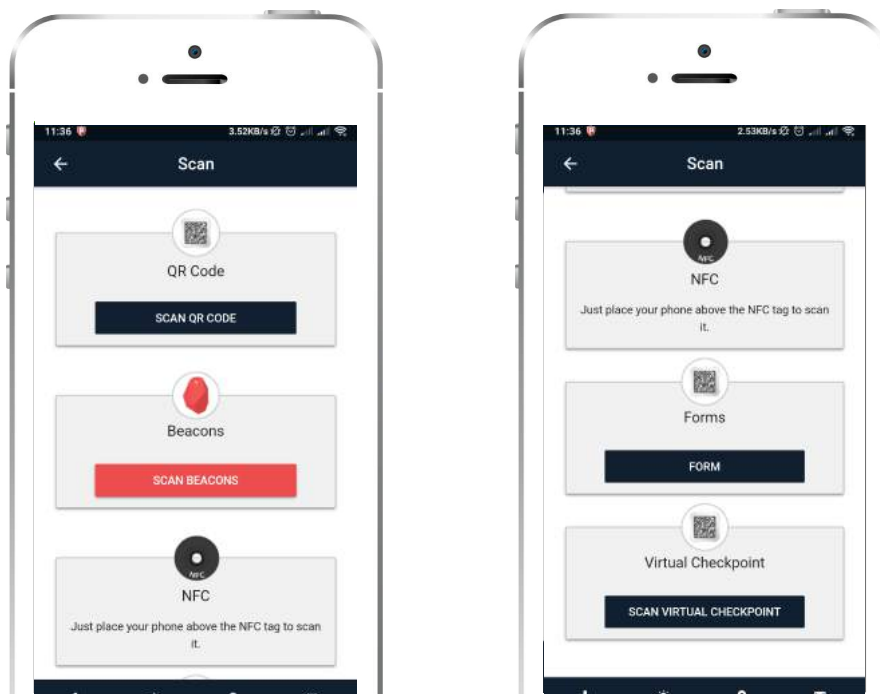 11:36
3.52KB/s
Scan
QR Code
SCAN QR CODE
Beacons
SCAN BEACONS
NFC
NFC
Just place your phone above the NFC tag to scan
it.
11:36
2.53KB/s
Scan
NFC
NFC
Just place your phone above the NFC tag to scan
it.
Forms
FORM
Virtual Checkpoint
SCAN VIRTUAL CHECKPOINT